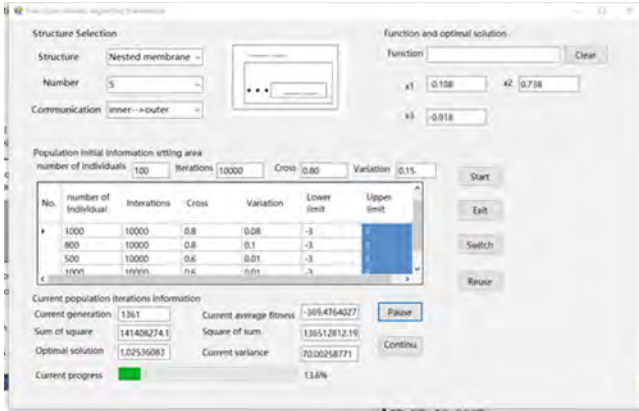 Structure Selection
Function and optimal solution
Structure Nested membrane
Function Clear
Number 5
x1 -0.108 x2 0.738
Communication inner-->outer
x3 -0.918
Population Initial Information sitting area
number of Individuals 100 Iterations 10000 Cross 0.80 Variation 0.15
Start
No. number of Individual Interations Cross Variation Lower limit Upper limit
1000 10000 0.8 0.08 -3
800 10000 0.8 0.1 -3
500 10000 0.6 0.01 -3
1000 10000 0.6 0.01 -3
Exit
Switch
Reuse
Current population iterations information
Current generation 1361 Current average fitness -369.4764027 Pause
Sum of square 141408274.1 Square of sum 136512812.19
Optimal solution 1.02536083 Current variance 70.00258771 Continu
Current progress 13.6%